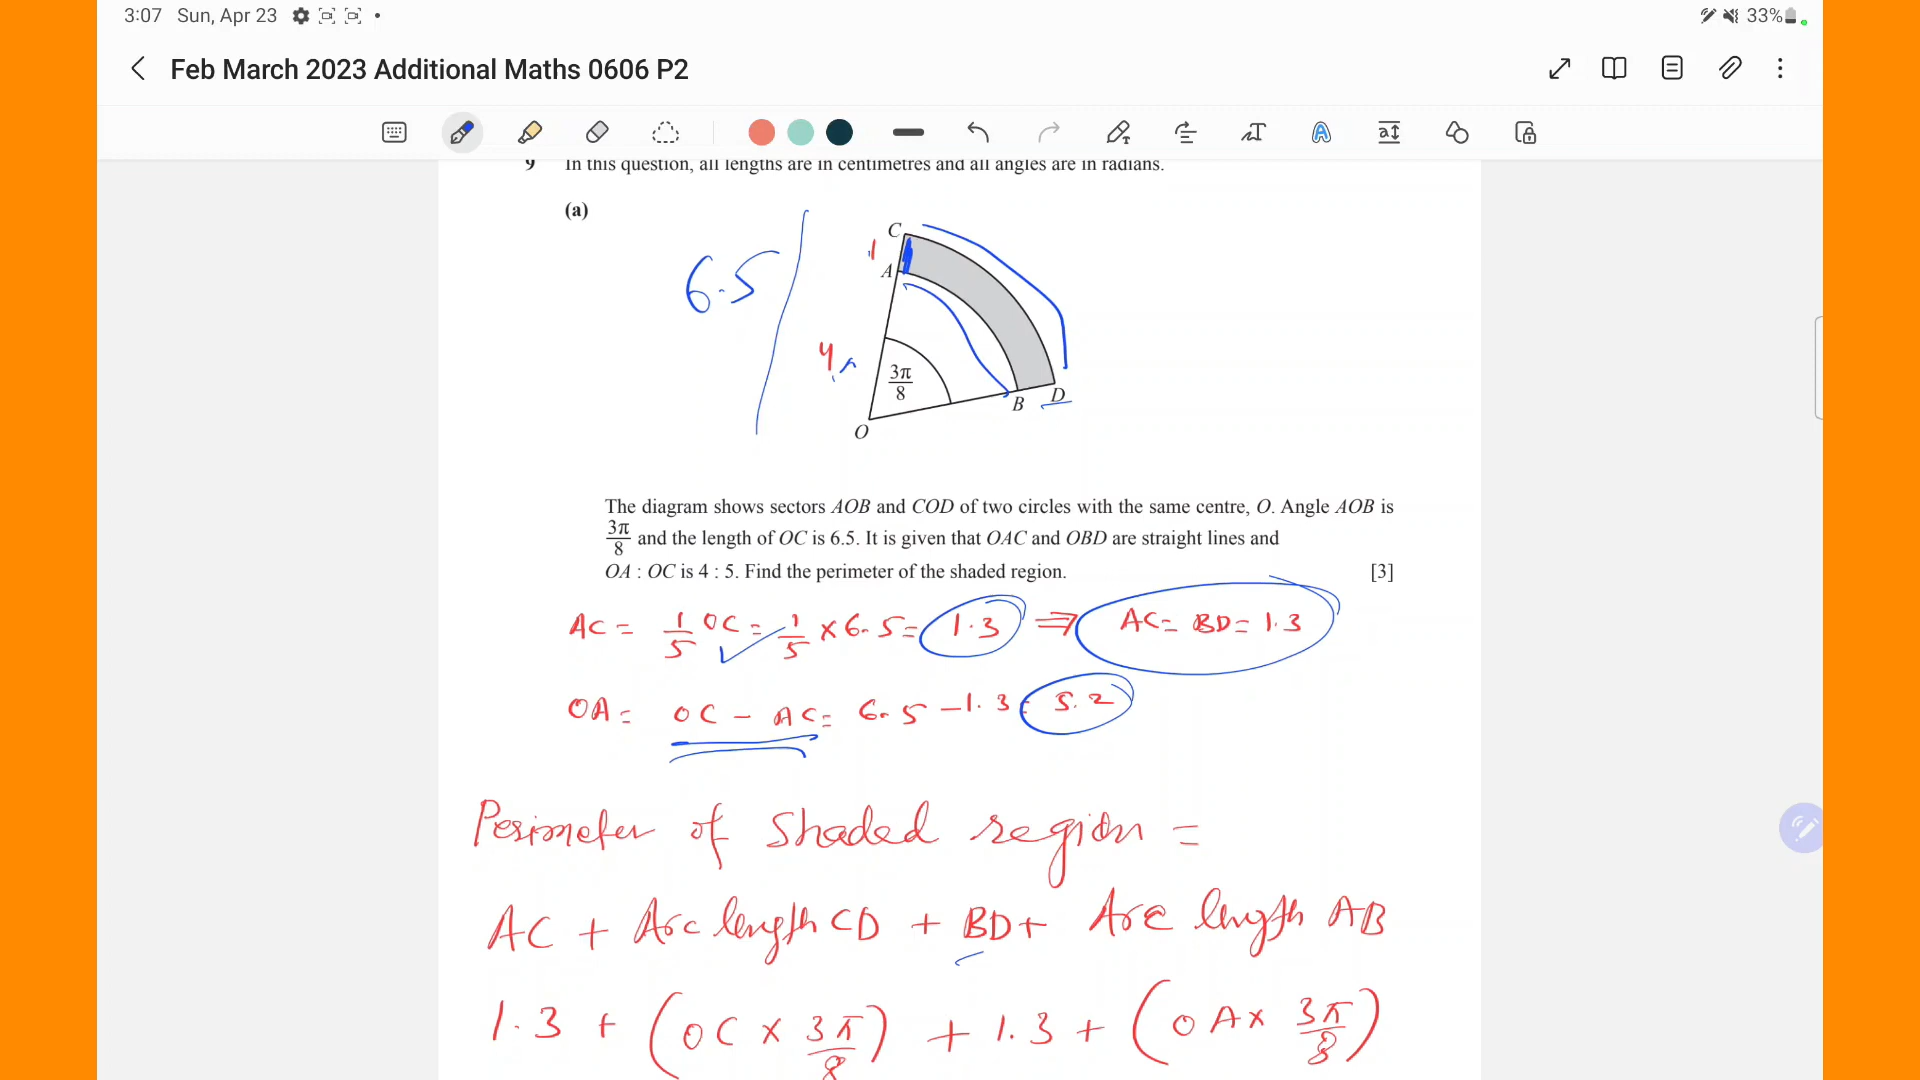 3:07 Sun, Apr 23
33%
Feb March 2023 Additional Maths 0606 P2
9 In this question, all lengths are in centimetres and all angles are in radians.
(a)
6.5
C
1
A
4
3π/8
B D
O
The diagram shows sectors AOB and COD of two circles with the same centre, O. Angle AOB is
3π/8 and the length of OC is 6.5. It is given that OAC and OBD are straight lines and
OA : OC is 4 : 5. Find the perimeter of the shaded region. [3]
AC = 1/5 OC = 1/5 × 6.5 = 1.3 ⇒ AC = BD = 1.3
OA = OC - AC = 6.5 - 1.3 = 5.2
Perimeter of shaded region =
AC + Arc length CD + BD + Arc length AB
1.3 + (OC × 3π/8) + 1.3 + (OA × 3π/8)